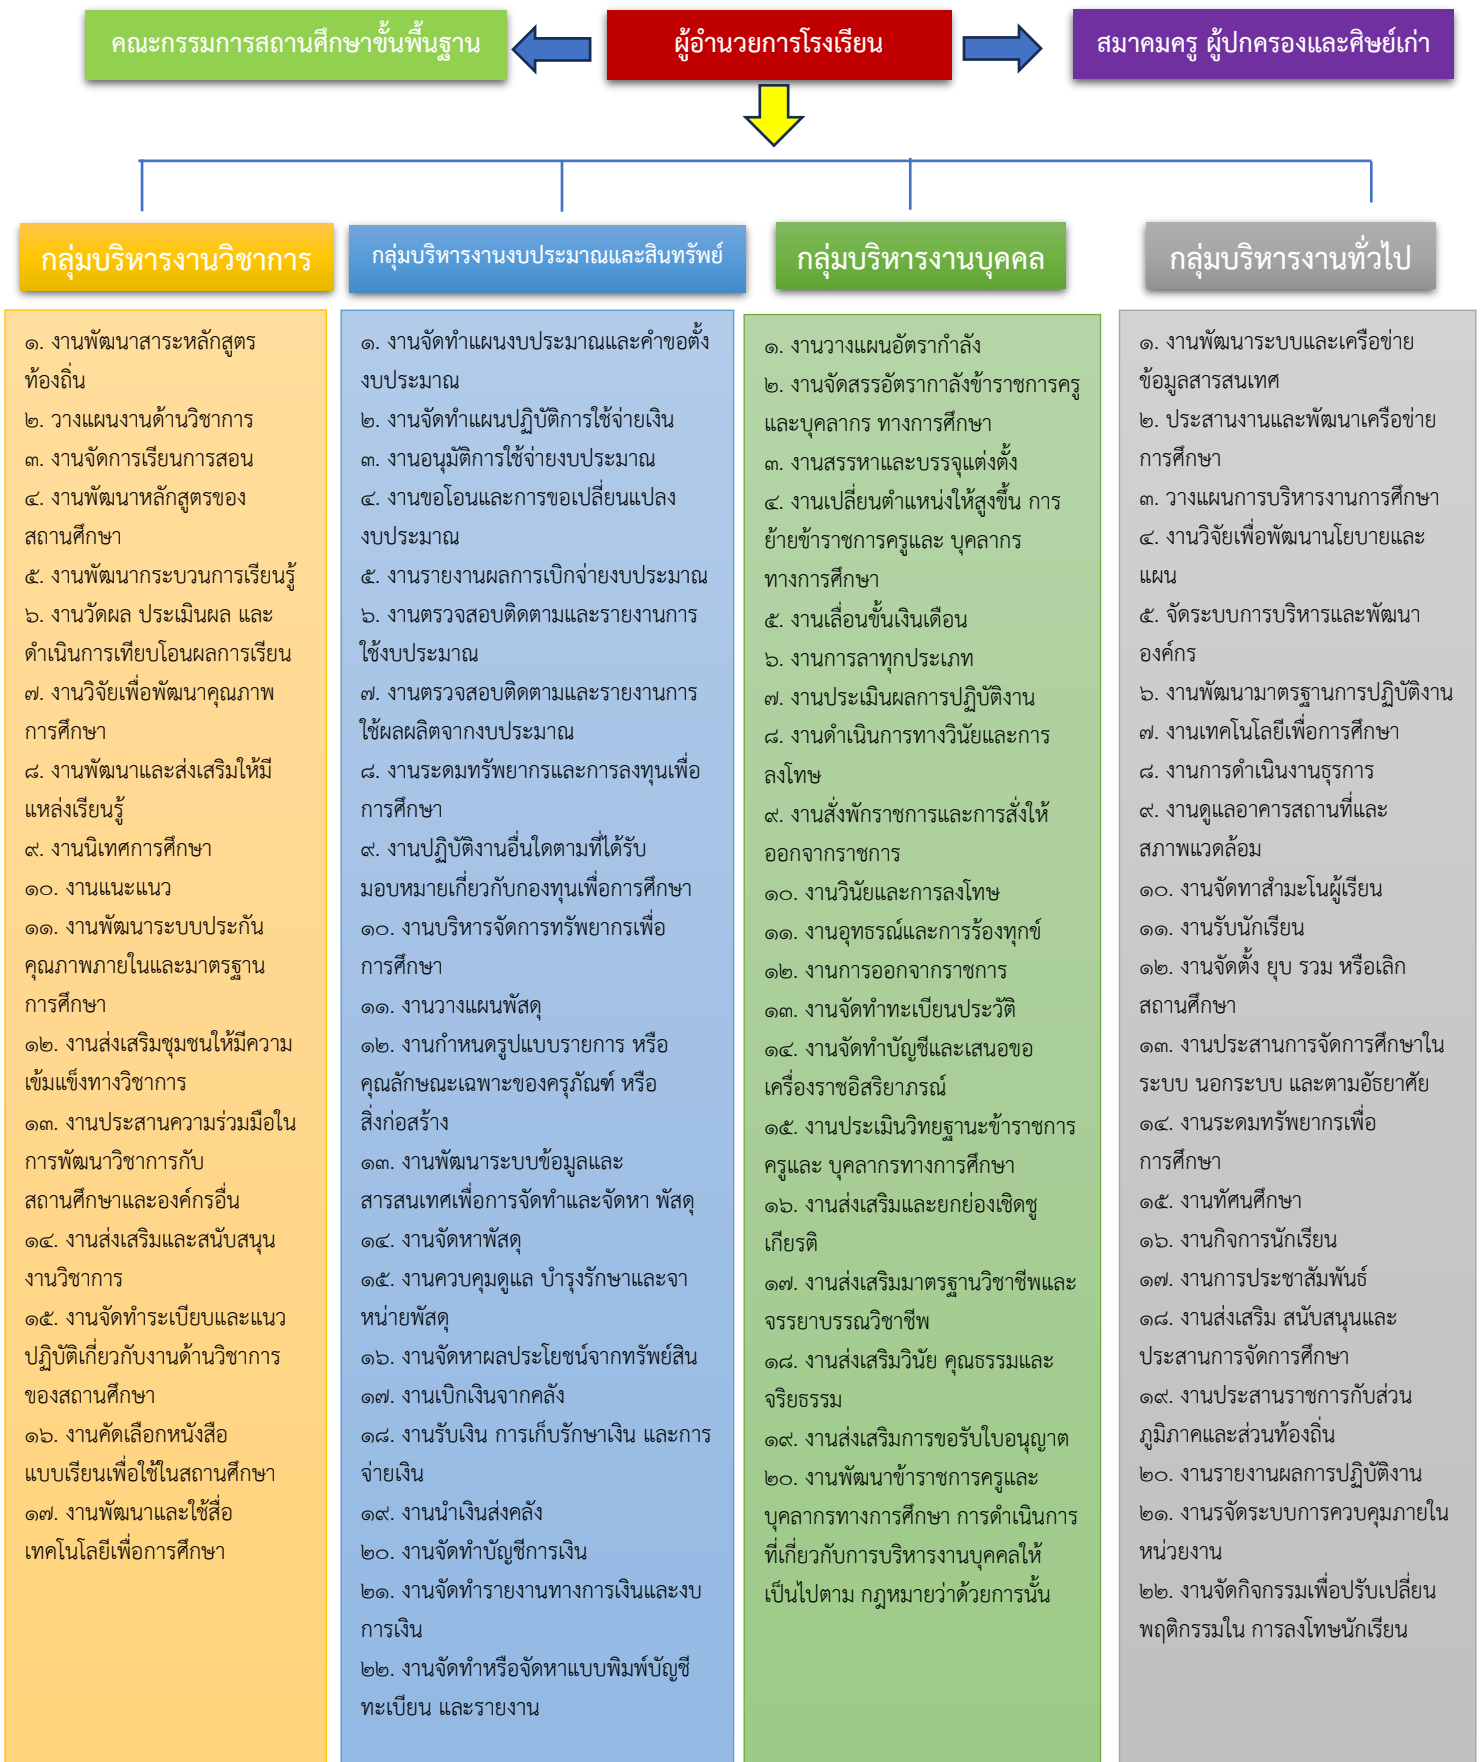 คณะกรรมการสถานศึกษาขั้นพื้นฐาน
ผู้อำนวยการโรงเรียน
สมาคมครู ผู้ปกครองและศิษย์เก่า
กลุ่มบริหารงานวิชาการ
๑. งานพัฒนาสาระหลักสูตร
ท้องถิ่น
๒. วางแผนงานด้านวิชาการ
๓. งานจัดการเรียนการสอน
๔. งานพัฒนาหลักสูตรของ
สถานศึกษา
๕. งานพัฒนากระบวนการเรียนรู้
๖. งานวัดผล ประเมินผล และ
ดำเนินการเทียบโอนผลการเรียน
๗. งานวิจัยเพื่อพัฒนาคุณภาพ
การศึกษา
๘. งานพัฒนาและส่งเสริมให้มี
แหล่งเรียนรู้
๙. งานนิเทศการศึกษา
๑๐. งานแนะแนว
๑๑. งานพัฒนาระบบประกัน
คุณภาพภายในและมาตรฐาน
การศึกษา
๑๒. งานส่งเสริมชุมชนให้มีความ
เข้มแข็งทางวิชาการ
๑๓. งานประสานความร่วมมือใน
การพัฒนาวิชาการกับ
สถานศึกษาและองค์กรอื่น
๑๔. งานส่งเสริมและสนับสนุน
งานวิชาการ
๑๕. งานจัดทำระเบียบและแนว
ปฏิบัติเกี่ยวกับงานด้านวิชาการ
ของสถานศึกษา
๑๖. งานคัดเลือกหนังสือ
แบบเรียนเพื่อใช้ในสถานศึกษา
๑๗. งานพัฒนาและใช้สื่อ
เทคโนโลยีเพื่อการศึกษา
กลุ่มบริหารงานงบประมาณและสินทรัพย์
๑. งานจัดทำแผนงบประมาณและคำขอตั้ง
งบประมาณ
๒. งานจัดทำแผนปฏิบัติการใช้จ่ายเงิน
๓. งานอนุมัติการใช้จ่ายงบประมาณ
๔. งานขอโอนและการขอเปลี่ยนแปลง
งบประมาณ
๕. งานรายงานผลการเบิกจ่ายงบประมาณ
๖. งานตรวจสอบติดตามและรายงานการ
ใช้งบประมาณ
๗. งานตรวจสอบติดตามและรายงานการ
ใช้ผลผลิตจากงบประมาณ
๘. งานระดมทรัพยากรและการลงทุนเพื่อ
การศึกษา
๙. งานปฏิบัติงานอื่นใดตามที่ได้รับ
มอบหมายเกี่ยวกับกองทุนเพื่อการศึกษา
๑๐. งานบริหารจัดการทรัพยากรเพื่อ
การศึกษา
๑๑. งานวางแผนพัสดุ
๑๒. งานกำหนดรูปแบบรายการ หรือ
คุณลักษณะเฉพาะของครุภัณฑ์ หรือ
สิ่งก่อสร้าง
๑๓. งานพัฒนาระบบข้อมูลและ
สารสนเทศเพื่อการจัดทำและจัดหา พัสดุ
๑๔. งานจัดหาพัสดุ
๑๕. งานควบคุมดูแล บำรุงรักษาและจา
หน่ายพัสดุ
๑๖. งานจัดหาผลประโยชน์จากทรัพย์สิน
๑๗. งานเบิกเงินจากคลัง
๑๘. งานรับเงิน การเก็บรักษาเงิน และการ
จ่ายเงิน
๑๙. งานนำเงินส่งคลัง
๒๐. งานจัดทำบัญชีการเงิน
๒๑. งานจัดทำรายงานทางการเงินและงบ
การเงิน
๒๒. งานจัดทำหรือจัดหาแบบพิมพ์บัญชี
ทะเบียน และรายงาน
กลุ่มบริหารงานบุคคล
๑. งานวางแผนอัตรากำลัง
๒. งานจัดสรรอัตรากาลังข้าราชการครู
และบุคลากร ทางการศึกษา
๓. งานสรรหาและบรรจุแต่งตั้ง
๔. งานเปลี่ยนตำแหน่งให้สูงขึ้น การ
ย้ายข้าราชการครูและ บุคลากร
ทางการศึกษา
๕. งานเลื่อนขั้นเงินเดือน
๖. งานการลาทุกประเภท
๗. งานประเมินผลการปฏิบัติงาน
๘. งานดำเนินการทางวินัยและการ
ลงโทษ
๙. งานสั่งพักราชการและการสั่งให้
ออกจากราชการ
๑๐. งานวินัยและการลงโทษ
๑๑. งานอุทธรณ์และการร้องทุกข์
๑๒. งานการออกจากราชการ
๑๓. งานจัดทำทะเบียนประวัติ
๑๔. งานจัดทำบัญชีและเสนอขอ
เครื่องราชอิสริยาภรณ์
๑๕. งานประเมินวิทยฐานะข้าราชการ
ครูและ บุคลากรทางการศึกษา
๑๖. งานส่งเสริมและยกย่องเชิดชู
เกียรติ
๑๗. งานส่งเสริมมาตรฐานวิชาชีพและ
จรรยาบรรณวิชาชีพ
๑๘. งานส่งเสริมวินัย คุณธรรมและ
จริยธรรม
๑๙. งานส่งเสริมการขอรับใบอนุญาต
๒๐. งานพัฒนาข้าราชการครูและ
บุคลากรทางการศึกษา การดำเนินการ
ที่เกี่ยวกับการบริหารงานบุคคลให้
เป็นไปตาม กฎหมายว่าด้วยการนั้น
กลุ่มบริหารงานทั่วไป
๑. งานพัฒนาระบบและเครือข่าย
ข้อมูลสารสนเทศ
๒. ประสานงานและพัฒนาเครือข่าย
การศึกษา
๓. วางแผนการบริหารงานการศึกษา
๔. งานวิจัยเพื่อพัฒนานโยบายและ
แผน
๕. จัดระบบการบริหารและพัฒนา
องค์กร
๖. งานพัฒนามาตรฐานการปฏิบัติงาน
๗. งานเทคโนโลยีเพื่อการศึกษา
๘. งานการดำเนินงานธุรการ
๙. งานดูแลอาคารสถานที่และ
สภาพแวดล้อม
๑๐. งานจัดทาสำมะโนผู้เรียน
๑๑. งานรับนักเรียน
๑๒. งานจัดตั้ง ยุบ รวม หรือเลิก
สถานศึกษา
๑๓. งานประสานการจัดการศึกษาใน
ระบบ นอกระบบ และตามอัธยาศัย
๑๔. งานระดมทรัพยากรเพื่อ
การศึกษา
๑๕. งานทัศนศึกษา
๑๖. งานกิจการนักเรียน
๑๗. งานการประชาสัมพันธ์
๑๘. งานส่งเสริม สนับสนุนและ
ประสานการจัดการศึกษา
๑๙. งานประสานราชการกับส่วน
ภูมิภาคและส่วนท้องถิ่น
๒๐. งานรายงานผลการปฏิบัติงาน
๒๑. งานรจัดระบบการควบคุมภายใน
หน่วยงาน
๒๒. งานจัดกิจกรรมเพื่อปรับเปลี่ยน
พฤติกรรมใน การลงโทษนักเรียน